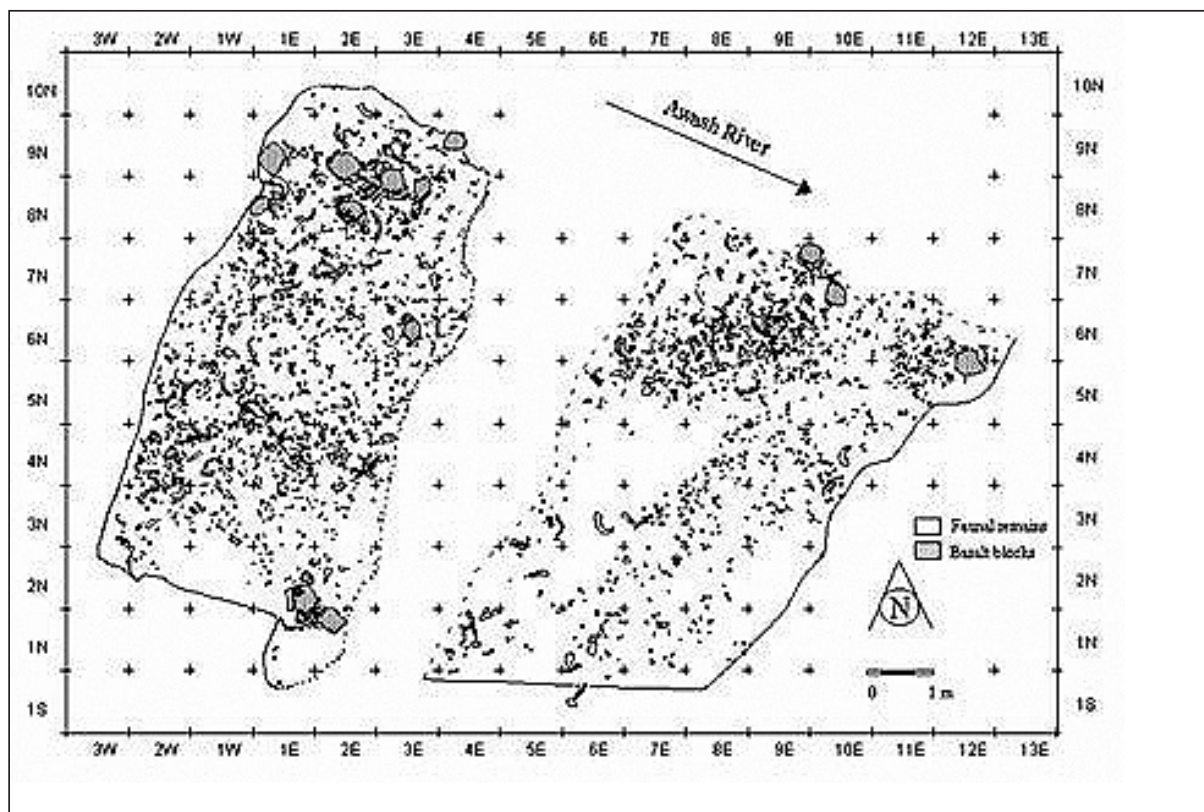 3W 2W 1W 1E 2E 3E 4E 5E 6E 7E 8E 9E 10E 11E 12E 13E
10N 10N
9N 9N
8N 8N
7N 7N
6N 6N
5N 5N
4N 4N
3N 3N
2N 2N
1N 1N
1S 1S
Awash River
Faunal remains
Basalt blocks
N
0 1 m
3W 2W 1W 1E 2E 3E 4E 5E 6E 7E 8E 9E 10E 11E 12E 13E